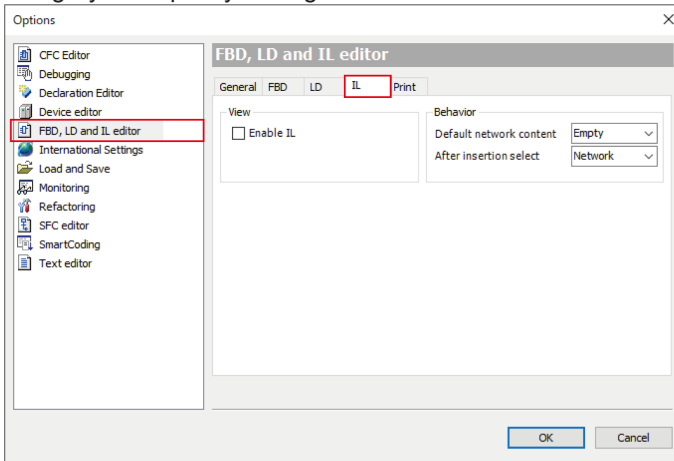 Options
CFC Editor
Debugging
Declaration Editor
Device editor
FBD, LD and IL editor
International Settings
Load and Save
Monitoring
Refactoring
SFC editor
SmartCoding
Text editor
FBD, LD and IL editor
General FBD LD IL Print
View
Enable IL
Behavior
Default network content Empty
After insertion select Network
OK Cancel